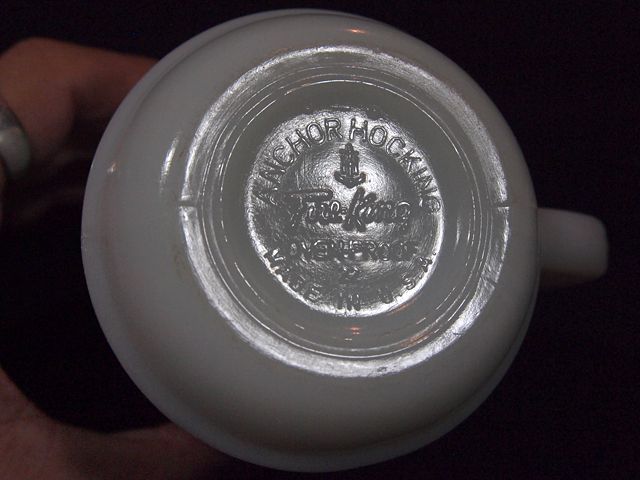 ANCHOR HOCKING
Fire-King
OVEN-PROOF
MADE IN U.S.A.